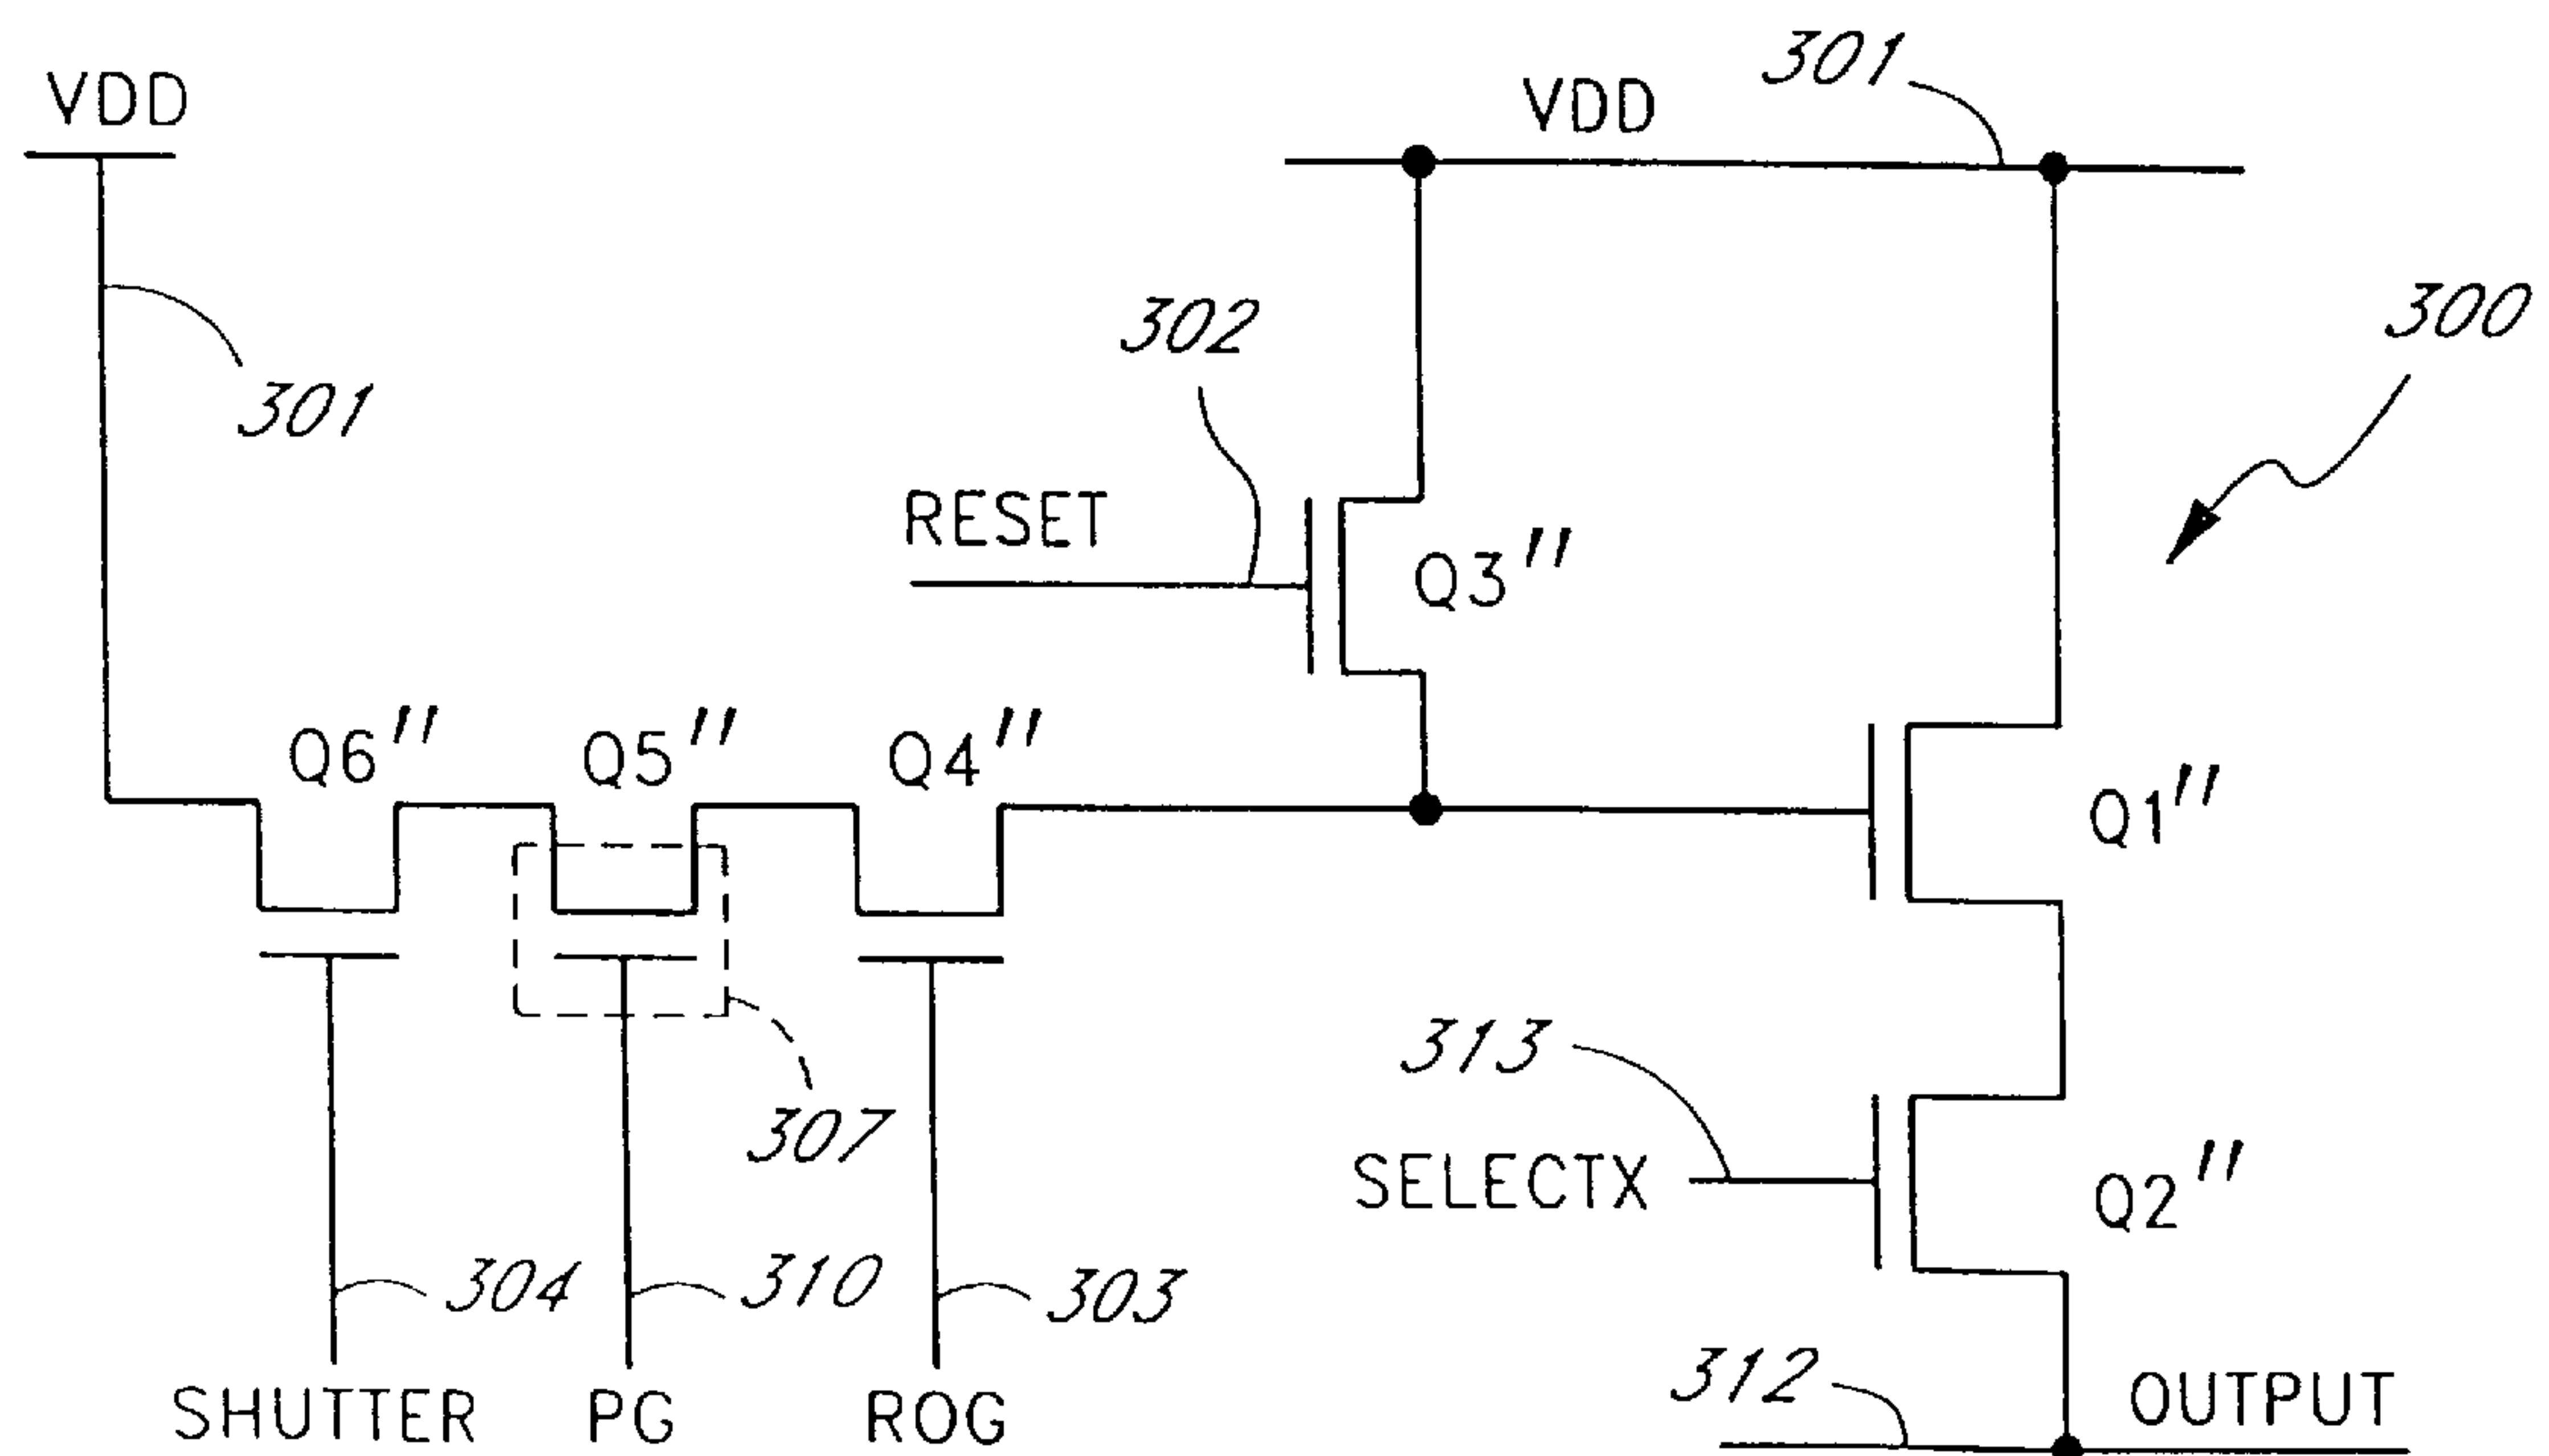 VDD
VDD
301
301
302
300
RESET
Q3"
Q6"
Q5"
Q4"
Q1"
313
307
SELECTX
Q2"
304
310
303
312
SHUTTER
PG
ROG
OUTPUT